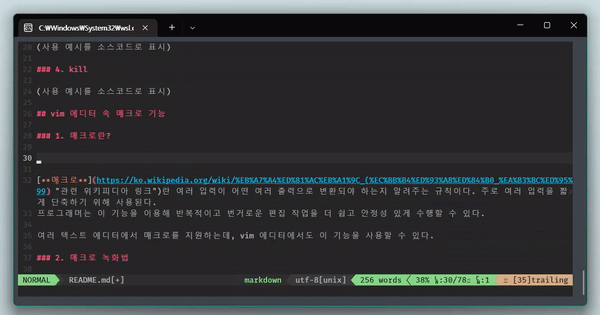 C:₩Windows₩System32₩wsl.e
20 (사용 예시를 소스코드로 표시)
21
22 ### 4. kill
23
24 (사용 예시를 소스코드로 표시)
25
26 ## vim 에디터 속 매크로 기능
27
28 ### 1. 매크로란?
29
30
31
32 [**매크로**](https://ko.wikipedia.org/wiki/%EB%A7%A4%ED%81%AC%EB%A1%9C_(%EC%8B%B4%ED%93%A8%ED%84%B0_%EA%B3%BC%ED%95%
99) "관련 위키피디아 링크")란 여러 입력이 어떤 여러 출력으로 변환되야 하는지 알려주는 규칙이다. 주로 여러 입력을 짧
게 단축하기 위해 사용된다.
33 프로그래머는 이 기능을 이용해 반복적이고 번거로운 편집 작업을 더 쉽고 안정성 있게 수행할 수 있다.
34
35 여러 텍스트 에디터에서 매크로를 지원하는데, vim 에디터에서도 이 기능을 사용할 수 있다.
36
37 ### 2. 매크로 녹화법
38
NORMAL README.md[+] markdown utf-8[unix] 256 words 38% :30/78 :1 [35]trailing